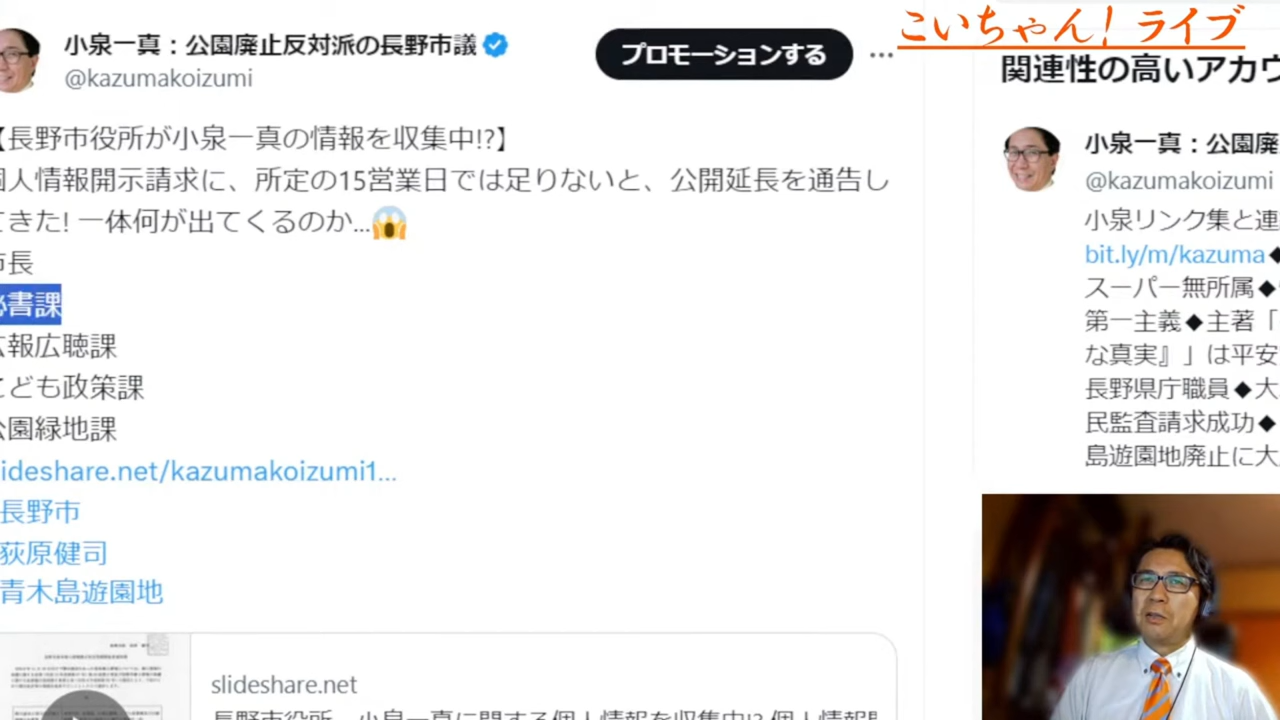 こいちゃん！ライブ
小泉一真：公園廃止反対派の長野市議
@kazumakoizumi
プロモーションする
【長野市役所が小泉一真の情報を収集中!?】
個人情報開示請求に、所定の15営業日では足りないと、公開延長を通告し
てきた! 一体何が出てくるのか...😱
市長
秘書課
広報広聴課
こども政策課
公園緑地課
slideshare.net/kazumakoizumi1...
長野市
荻原健司
青木島遊園地
slideshare.net
長野市役所、小泉一真に関する個人情報を収集中!? 個人情報開
関連性の高いアカウ
小泉一真：公園廃
@kazumakoizumi
小泉リンク集と連
bit.ly/m/kazuma◆
スーパー無所属◆
第一主義◆主著「
な真実』」は平安
長野県庁職員◆大
民監査請求成功◆
島遊園地廃止に大